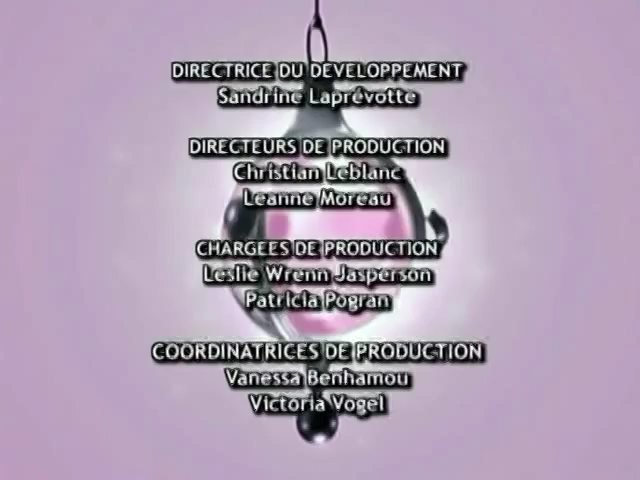 DIRECTRICE DU DEVELOPPEMENT
Sandrine Laprévotte
DIRECTEURS DE PRODUCTION
Christian Leblanc
Leanne Moreau
CHARGEES DE PRODUCTION
Leslie Wrenn Jasperson
Patricia Pogran
COORDINATRICES DE PRODUCTION
Vanessa Benhamou
Victoria Vogel